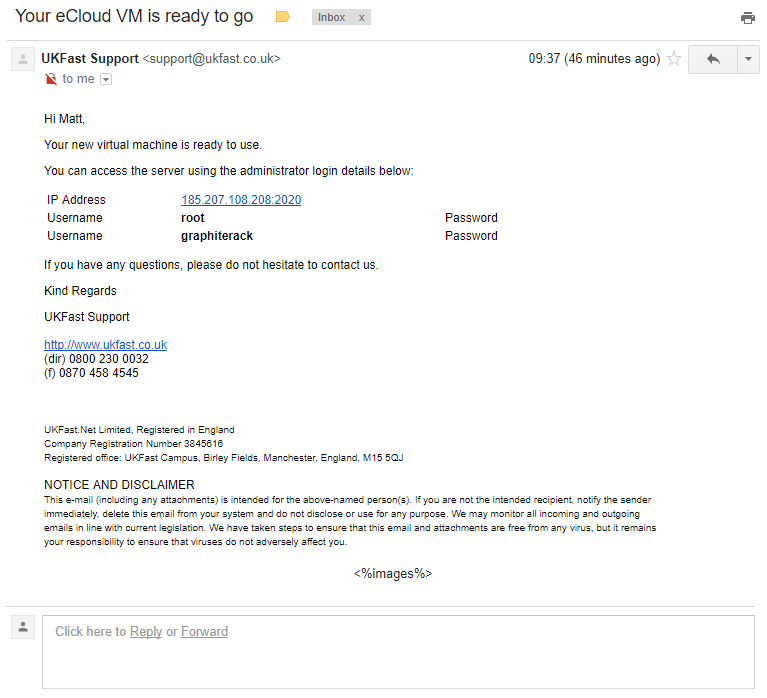 Your eCloud VM is ready to go Inbox x
UKFast Support <support@ukfast.co.uk> 09:37 (46 minutes ago)
to me
Hi Matt,
Your new virtual machine is ready to use.
You can access the server using the administrator login details below:
IP Address 185.207.108.208:2020
Username root Password
Username graphiterack Password
If you have any questions, please do not hesitate to contact us.
Kind Regards
UKFast Support
http://www.ukfast.co.uk
(dir) 0800 230 0032
(f) 0870 458 4545
UKFast.Net Limited, Registered in England
Company Registration Number 3845616
Registered office: UKFast Campus, Birley Fields, Manchester, England, M15 5QJ
NOTICE AND DISCLAIMER
This e-mail (including any attachments) is intended for the above-named person(s). If you are not the intended recipient, notify the sender
immediately, delete this email from your system and do not disclose or use for any purpose. We may monitor all incoming and outgoing
emails in line with current legislation. We have taken steps to ensure that this email and attachments are free from any virus, but it remains
your responsibility to ensure that viruses do not adversely affect you.
<%images%>
Click here to Reply or Forward